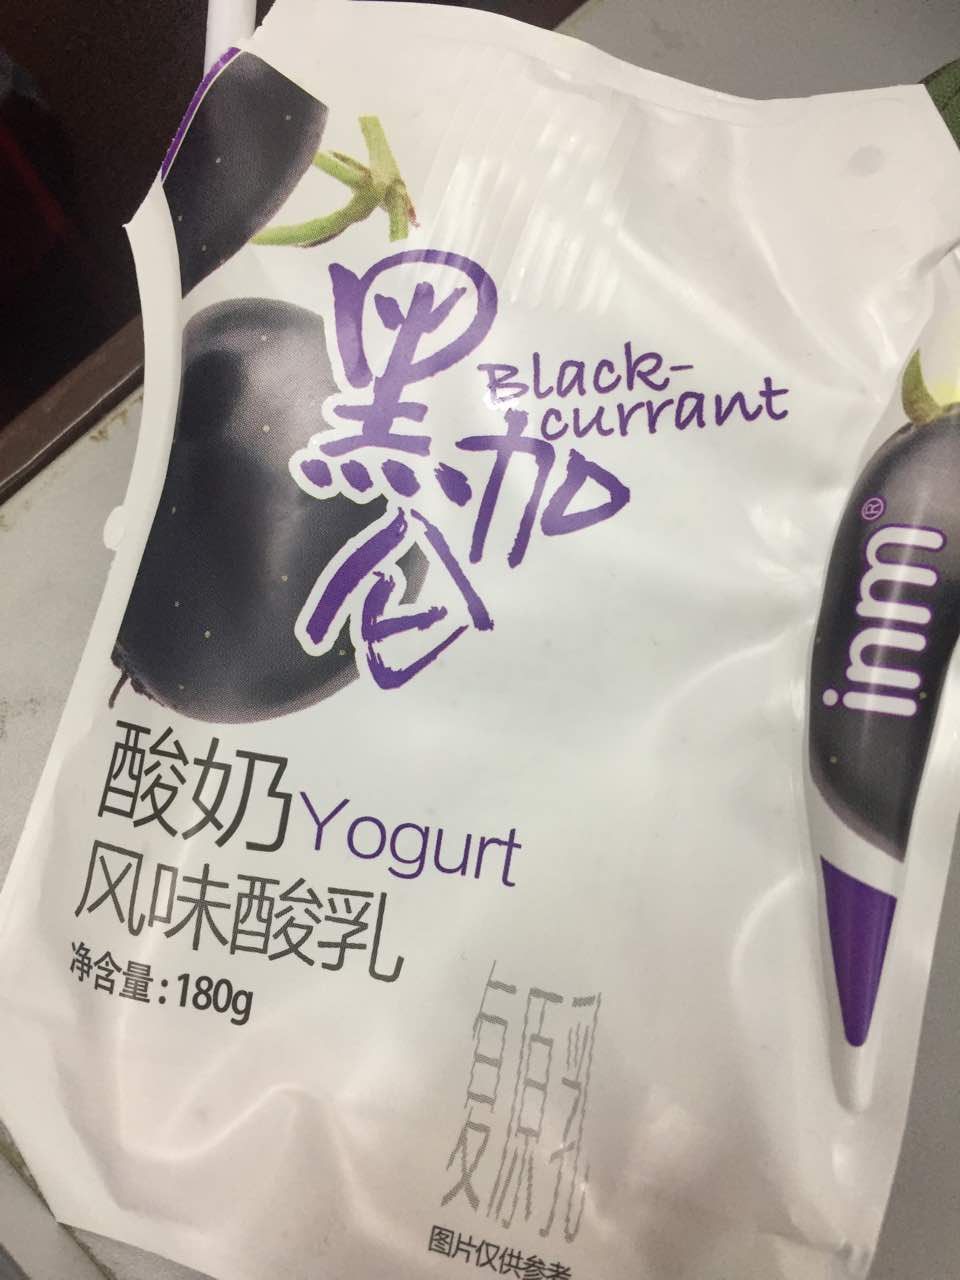 黑加仑
Black-
currant
inm®
酸奶Yogurt
风味酸乳
净含量:180g
复原乳
图片仅供参考